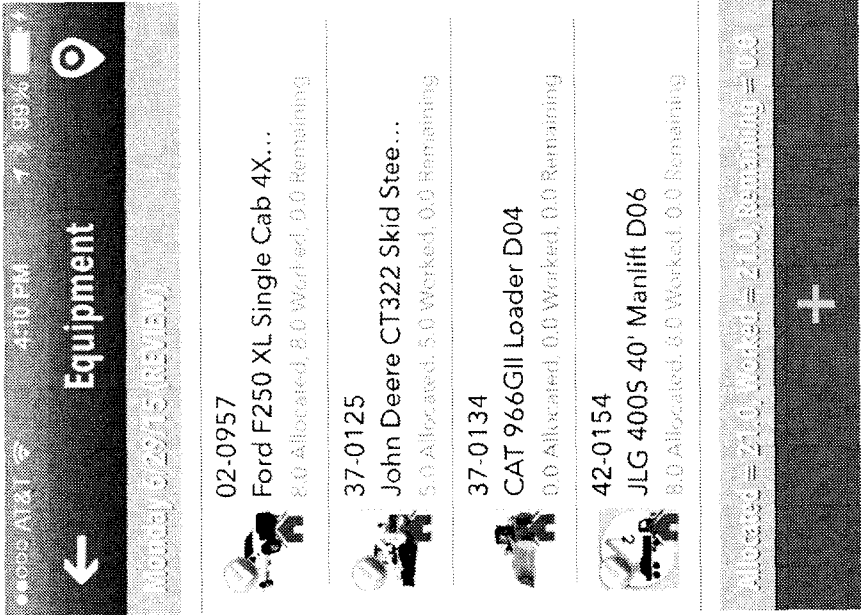 AT&T 4:10 PM 99%
Equipment
Monday 6/29/15 (REVIEW)
02-0957
Ford F250 XL Single Cab 4X...
8.0 Allocated, 8.0 Worked, 0.0 Remaining
37-0125
John Deere CT322 Skid Stee...
5.0 Allocated, 5.0 Worked, 0.0 Remaining
37-0134
CAT 966GII Loader D04
0.0 Allocated, 0.0 Worked, 0.0 Remaining
42-0154
JLG 400S 40' Manlift D06
8.0 Allocated, 8.0 Worked, 0.0 Remaining
Allocated = 21.0, Worked = 21.0, Remaining = 0.0
+